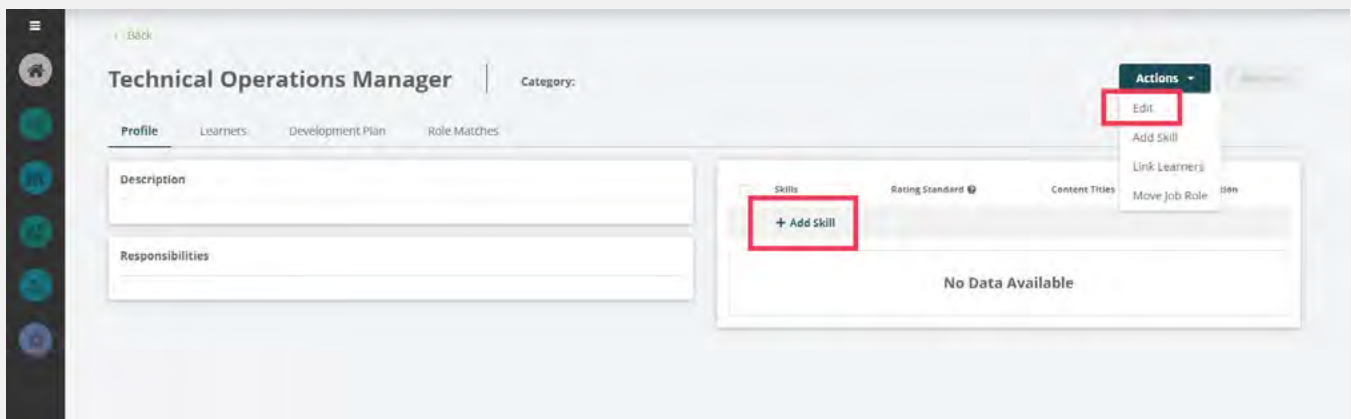 Back
Technical Operations Manager Category:
Actions
Profile Learners Development Plan Role Matches
Edit
Add Skill
Link Learners
Move Job Role
Description
Skills Rating Standard Content Titles
+ Add Skill
Responsibilities
No Data Available